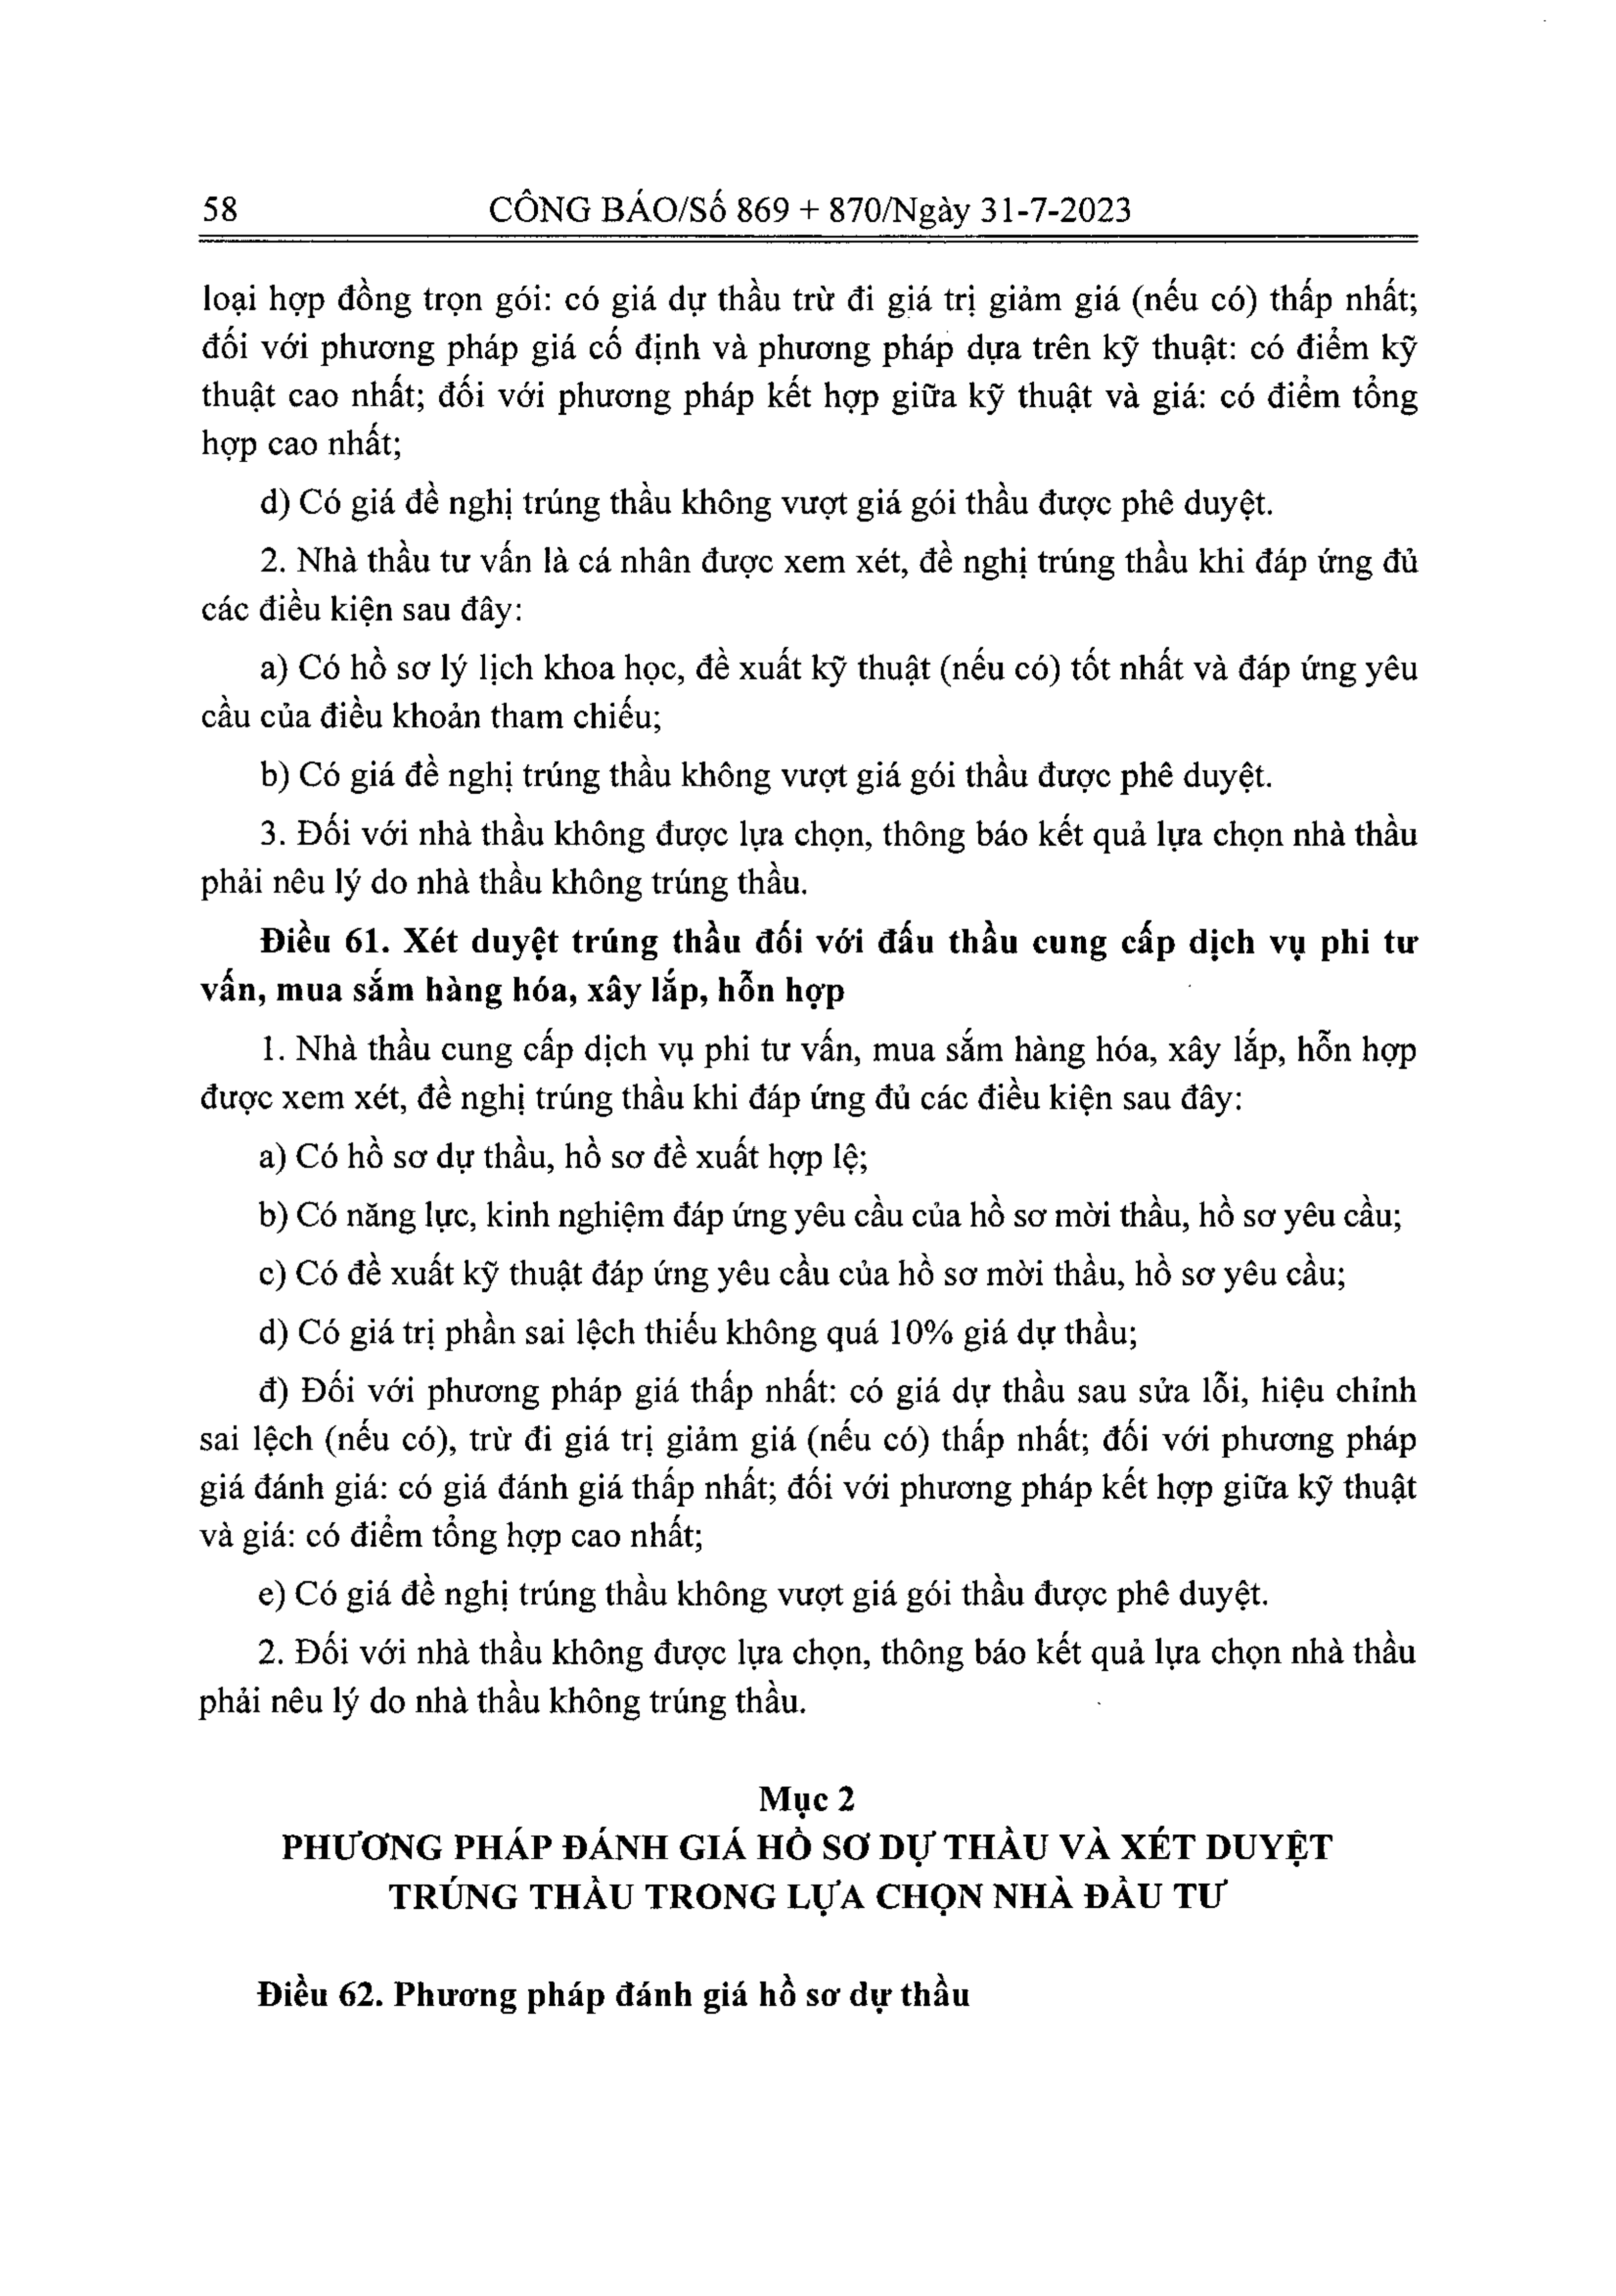 58 CÔNG BÁO/Số 869 + 870/Ngày 31-7-2023
loại hợp đồng trọn gói: có giá dự thầu trừ đi giá trị giảm giá (nếu có) thấp nhất;
đối với phương pháp giá cố định và phương pháp dựa trên kỹ thuật: có điểm kỹ
thuật cao nhất; đối với phương pháp kết hợp giữa kỹ thuật và giá: có điểm tổng
hợp cao nhất;
d) Có giá đề nghị trúng thầu không vượt giá gói thầu được phê duyệt.
2. Nhà thầu tư vấn là cá nhân được xem xét, đề nghị trúng thầu khi đáp ứng đủ
các điều kiện sau đây:
a) Có hồ sơ lý lịch khoa học, đề xuất kỹ thuật (nếu có) tốt nhất và đáp ứng yêu
cầu của điều khoản tham chiếu;
b) Có giá đề nghị trúng thầu không vượt giá gói thầu được phê duyệt.
3. Đối với nhà thầu không được lựa chọn, thông báo kết quả lựa chọn nhà thầu
phải nêu lý do nhà thầu không trúng thầu.
Điều 61. Xét duyệt trúng thầu đối với đấu thầu cung cấp dịch vụ phi tư
vấn, mua sắm hàng hóa, xây lắp, hỗn hợp
1. Nhà thầu cung cấp dịch vụ phi tư vấn, mua sắm hàng hóa, xây lắp, hỗn hợp
được xem xét, đề nghị trúng thầu khi đáp ứng đủ các điều kiện sau đây:
a) Có hồ sơ dự thầu, hồ sơ đề xuất hợp lệ;
b) Có năng lực, kinh nghiệm đáp ứng yêu cầu của hồ sơ mời thầu, hồ sơ yêu cầu;
c) Có đề xuất kỹ thuật đáp ứng yêu cầu của hồ sơ mời thầu, hồ sơ yêu cầu;
d) Có giá trị phần sai lệch thiếu không quá 10% giá dự thầu;
đ) Đối với phương pháp giá thấp nhất: có giá dự thầu sau sửa lỗi, hiệu chỉnh
sai lệch (nếu có), trừ đi giá trị giảm giá (nếu có) thấp nhất; đối với phương pháp
giá đánh giá: có giá đánh giá thấp nhất; đối với phương pháp kết hợp giữa kỹ thuật
và giá: có điểm tổng hợp cao nhất;
e) Có giá đề nghị trúng thầu không vượt giá gói thầu được phê duyệt.
2. Đối với nhà thầu không được lựa chọn, thông báo kết quả lựa chọn nhà thầu
phải nêu lý do nhà thầu không trúng thầu.
Mục 2
PHƯƠNG PHÁP ĐÁNH GIÁ HỒ SƠ DỰ THẦU VÀ XÉT DUYỆT
TRÚNG THẦU TRONG LỰA CHỌN NHÀ ĐẦU TƯ
Điều 62. Phương pháp đánh giá hồ sơ dự thầu